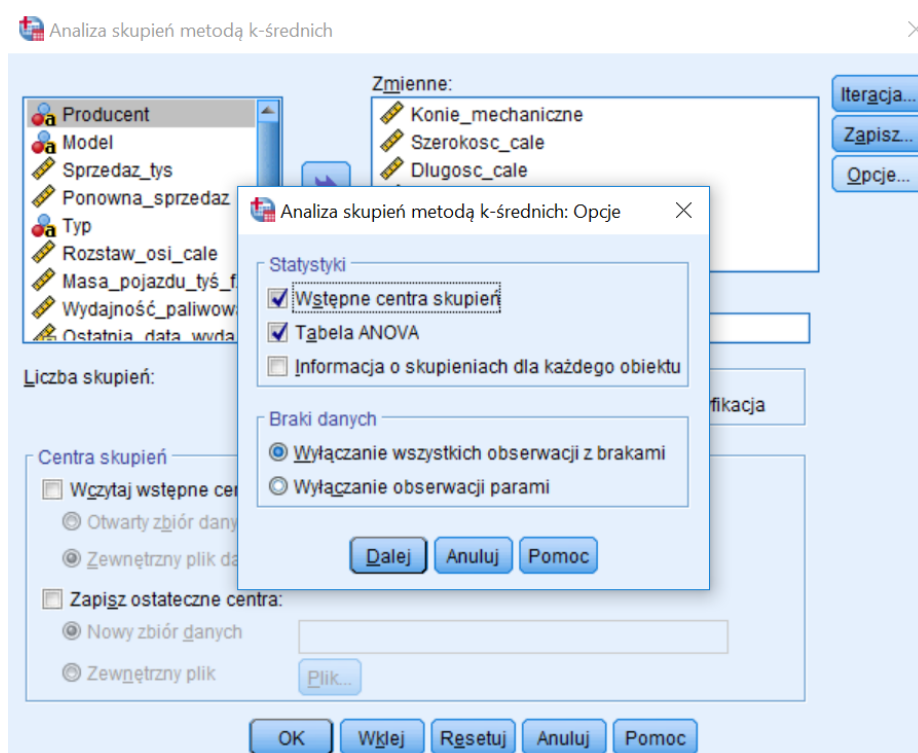 Analiza skupień metodą k-średnich
Zmienne:
Producent
Model
Sprzedaz_tys
Ponowna_sprzedaz
Typ
Rozstaw_osi_cale
Masa_pojazdu_tyś_f
Wydajność_paliwow
Ostatnia_data_wyda
Konie_mechaniczne
Szerokosc_cale
Dlugosc_cale
Iteracja...
Zapisz...
Opcje...
Analiza skupień metodą k-średnich: Opcje
Statystyki
Wstępne centra skupień
Tabela ANOVA
Informacja o skupieniach dla każdego obiektu
Braki danych
Wyłączanie wszystkich obserwacji z brakami
Wyłączanie obserwacji parami
Dalej
Anuluj
Pomoc
Liczba skupień:
fikacja
Centra skupień
Wczytaj wstępne cer
Otwarty zbiór dany
Zewnętrzny plik da
Zapisz ostateczne centra:
Nowy zbiór danych
Zewnętrzny plik
Plik...
OK
Wklej
Resetuj
Anuluj
Pomoc